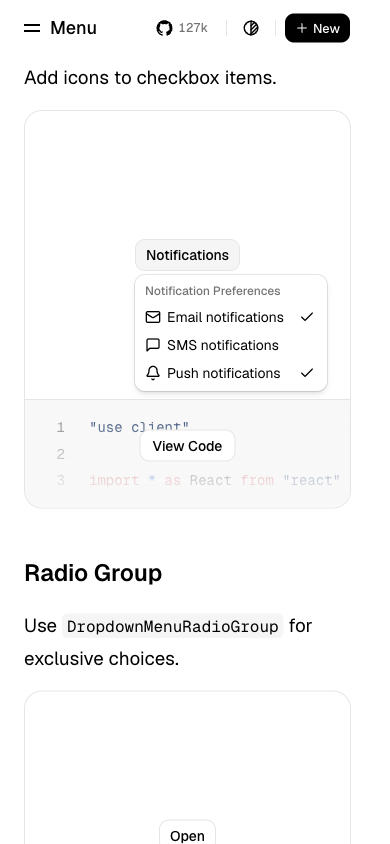 Menu
127k
New
Add icons to checkbox items.
Notifications
Notification Preferences
Email notifications
SMS notifications
Push notifications
1 "use client"
2
View Code
3 import * as React from "react"
Radio Group
Use DropdownMenuRadioGroup for
exclusive choices.
Open